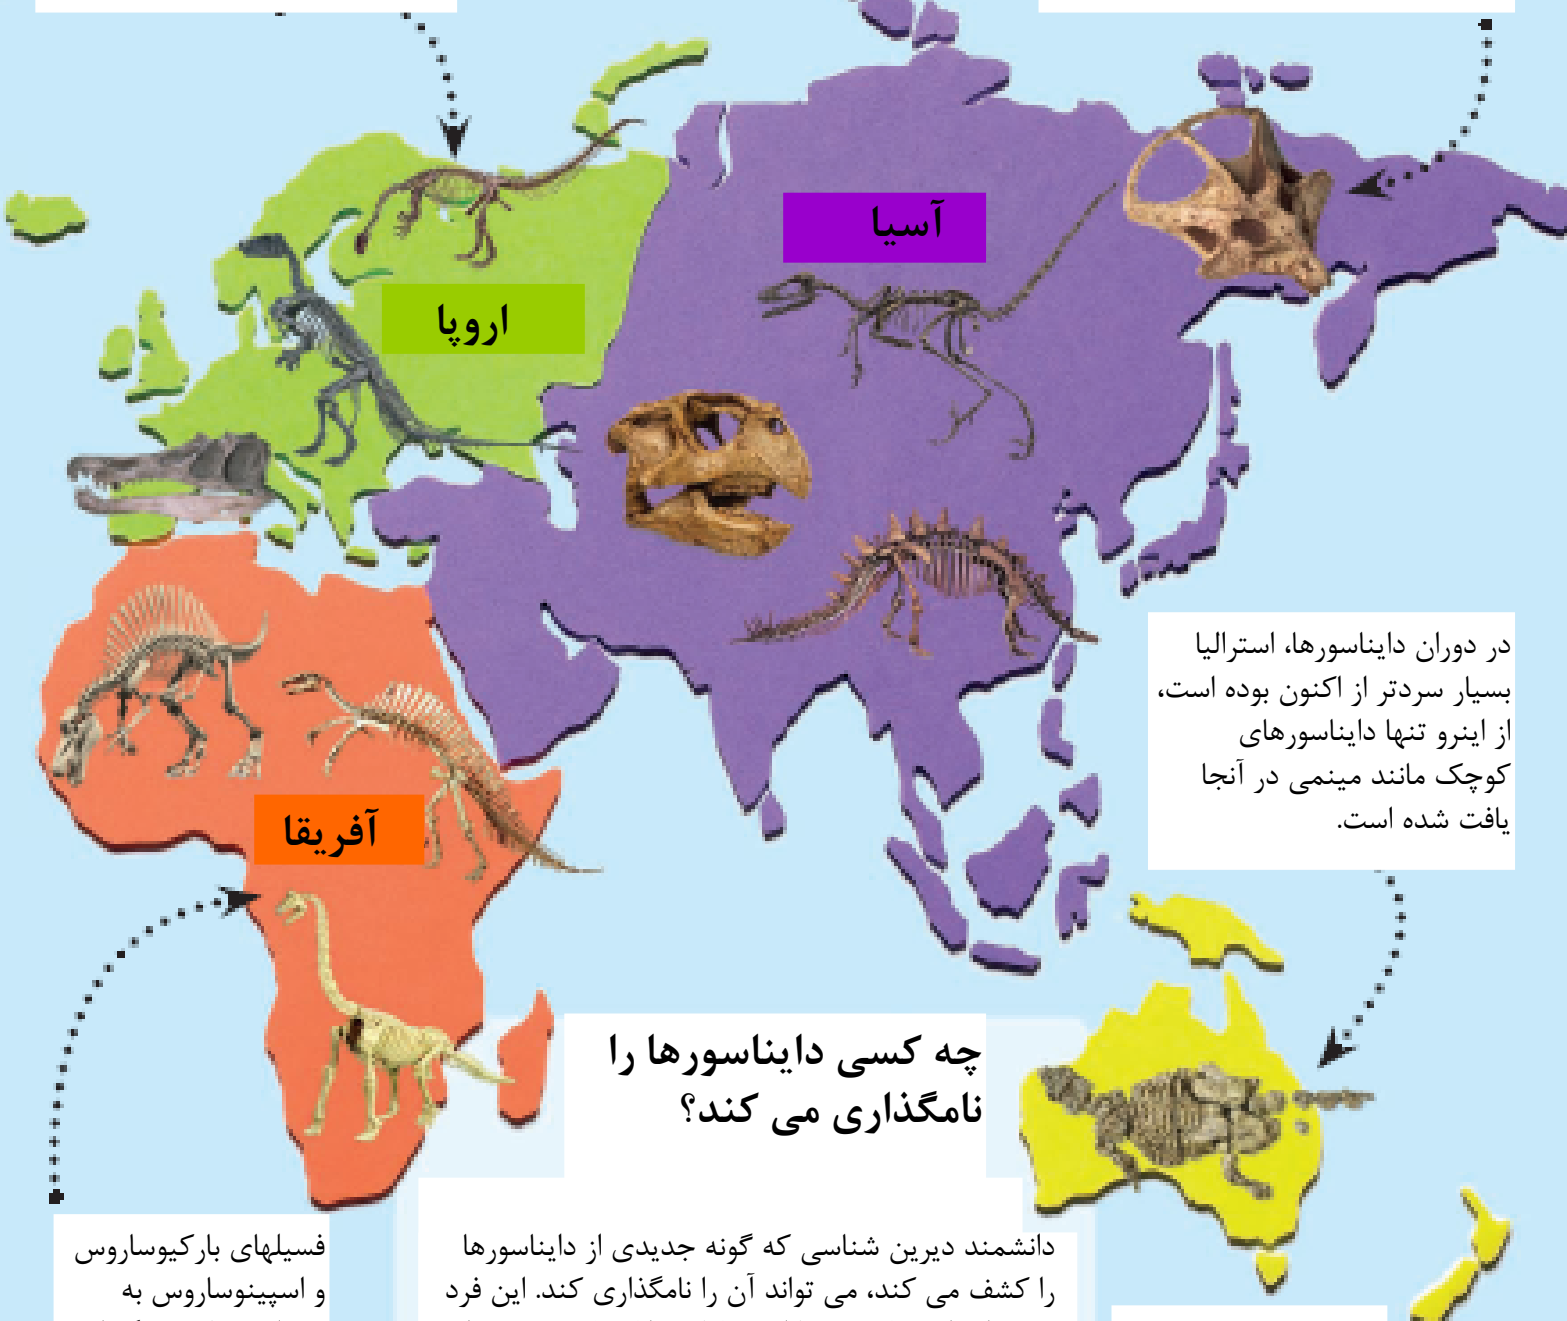 آسیا
اروپا
در دوران دایناسورها، استرالیا
بسیار سردتر از اکنون بوده است،
از اینرو تنها دایناسورهای
کوچک مانند مینمی در آنجا
یافت شده است.
آفریقا
چه کسی دایناسورها را
نامگذاری می کند؟
دانشمند دیرین شناسی که گونه جدیدی از دایناسورها
را کشف می کند، می تواند آن را نامگذاری کند. این فرد
فسیلهای بارکیوساروس
و اسپینوساروس به